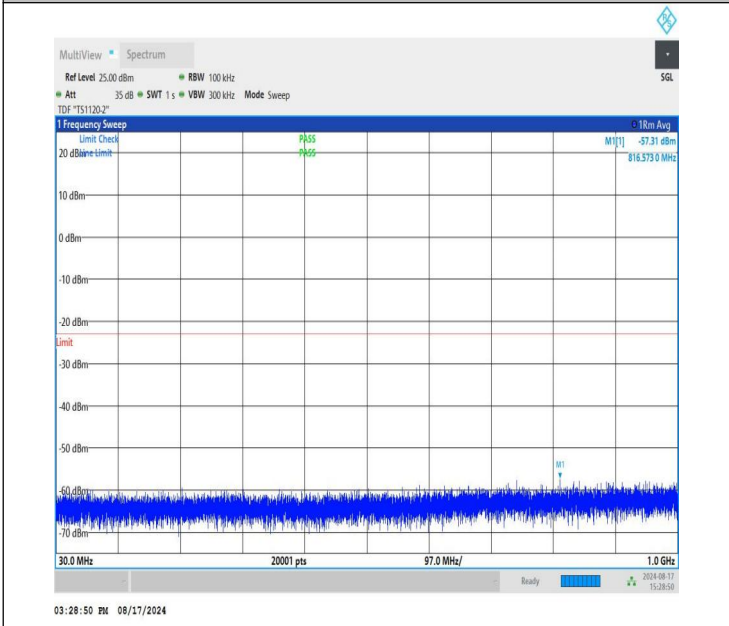 MultiView Spectrum
Ref Level 25.00 dBm RBW 100 kHz SGL
Att 35 dB SWT 1 s VBW 300 kHz Mode Sweep
TDF "TS1120-2"
1 Frequency Sweep 1Rm Avg
Limit Check PASS M1[1] -57.31 dBm
20 dBm Line Limit PASS 816.573 0 MHz
10 dBm
0 dBm
-10 dBm
-20 dBm
Limit
-30 dBm
-40 dBm
-50 dBm
M1
-60 dBm
-70 dBm
30.0 MHz 20001 pts 97.0 MHz/ 1.0 GHz
Ready 2024-08-17
15:28:50
03:28:50 PM 08/17/2024